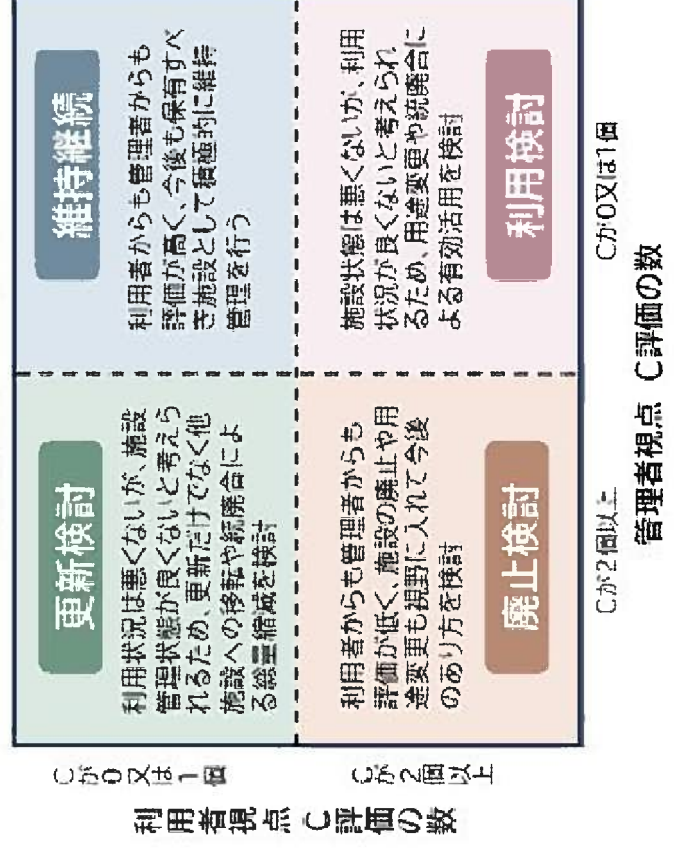 利用者視点 C評価の数
Cが0又は1個
Cが2個以上
更新検討
利用状況は悪くないが、施設
管理状態が良くないと考えら
れるため、更新だけでなく他
施設への移転や統廃合によ
る総量縮減を検討
維持継続
利用者からも管理者からも
評価が高く、今後も保有すべ
き施設として積極的に維持
管理を行う
廃止検討
利用者からも管理者からも
評価が低く、施設の廃止や用
途変更も視野に入れて今後
のあり方を検討
利用検討
施設状態は悪くないが、利用
状況が良くないと考えられ
るため、用途変更や統廃合に
よる有効活用を検討
Cが2個以上
Cが0又は1個
管理者視点 C評価の数